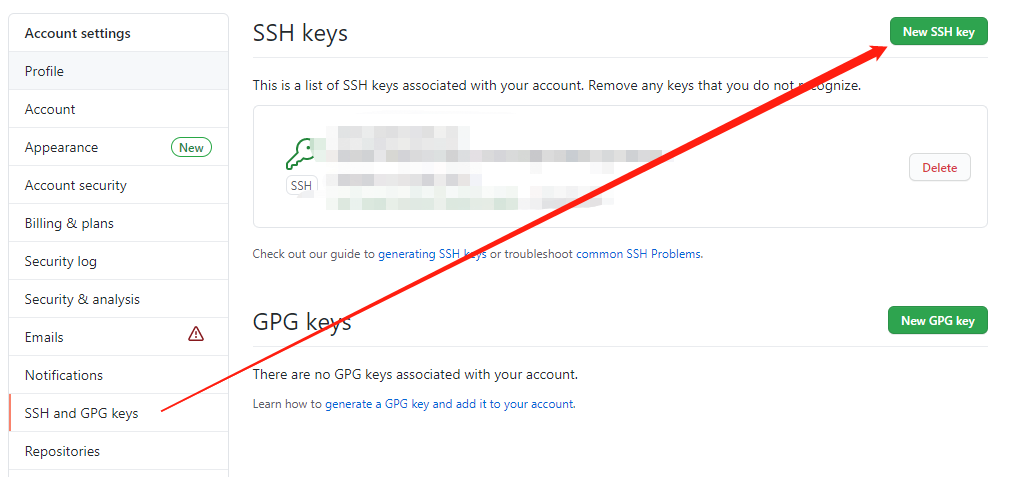 Account settings
Profile
Account
Appearance New
Account security
Billing & plans
Security log
Security & analysis
Emails
Notifications
SSH and GPG keys
Repositories
SSH keys
New SSH key
This is a list of SSH keys associated with your account. Remove any keys that you do not recognize.
SSH
Delete
Check out our guide to generating SSH keys or troubleshoot common SSH Problems.
GPG keys
New GPG key
There are no GPG keys associated with your account.
Learn how to generate a GPG key and add it to your account.